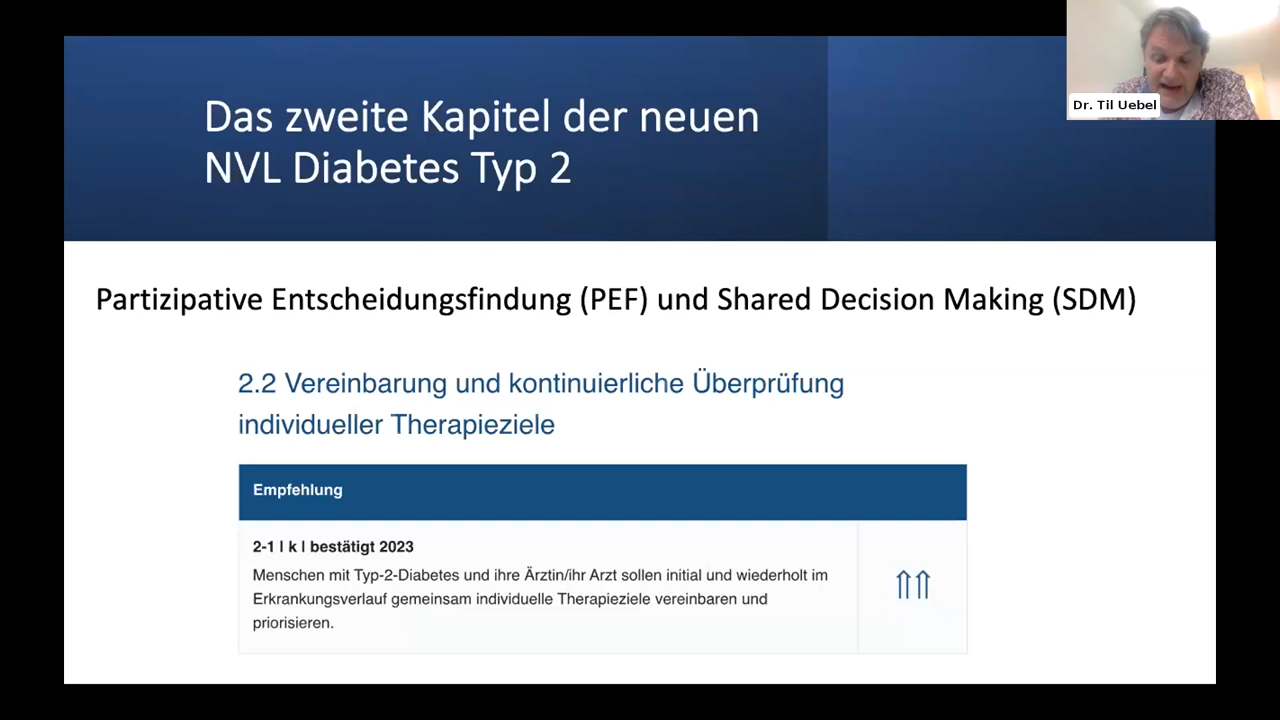 Dr. Til Uebel
Das zweite Kapitel der neuen
NVL Diabetes Typ 2
Partizipative Entscheidungsfindung (PEF) und Shared Decision Making (SDM)
2.2 Vereinbarung und kontinuierliche Überprüfung
individueller Therapieziele
Empfehlung
2-1 | k | bestätigt 2023
Menschen mit Typ-2-Diabetes und ihre Ärztin/ihr Arzt sollen initial und wiederholt im
Erkrankungsverlauf gemeinsam individuelle Therapieziele vereinbaren und
priorisieren.
⇑⇑